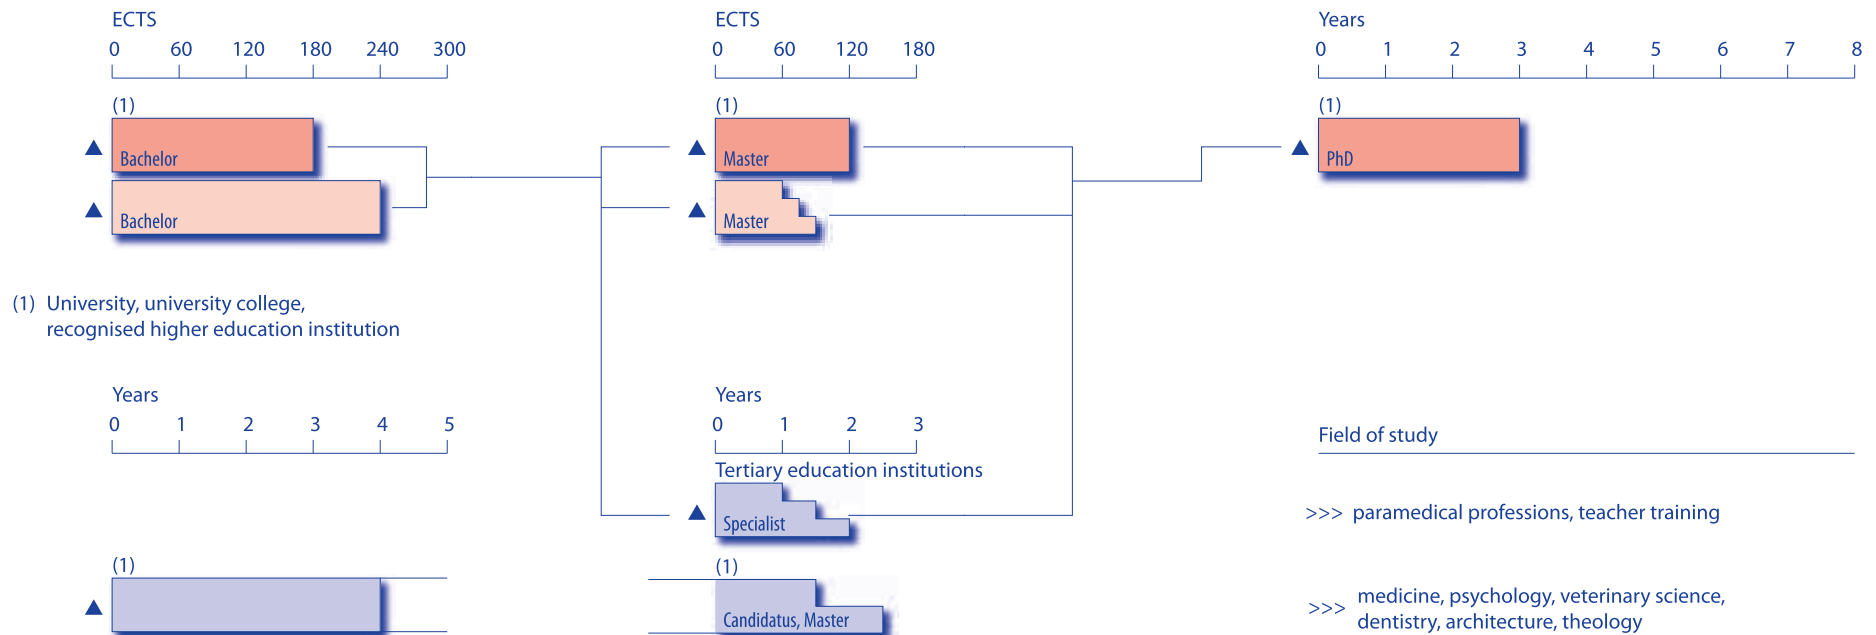 ECTS
0 60 120 180 240 300
ECTS
0 60 120 180
Years
0 1 2 3 4 5 6 7 8
(1)
Bachelor
Bachelor
(1)
Master
Master
(1)
PhD
(1) University, university college,
recognised higher education institution
Years
0 1 2 3 4 5
Years
0 1 2 3
Tertiary education institutions
Specialist
(1)
(1)
Candidatus, Master
Field of study
>>> paramedical professions, teacher training
>>> medicine, psychology, veterinary science,
dentistry, architecture, theology